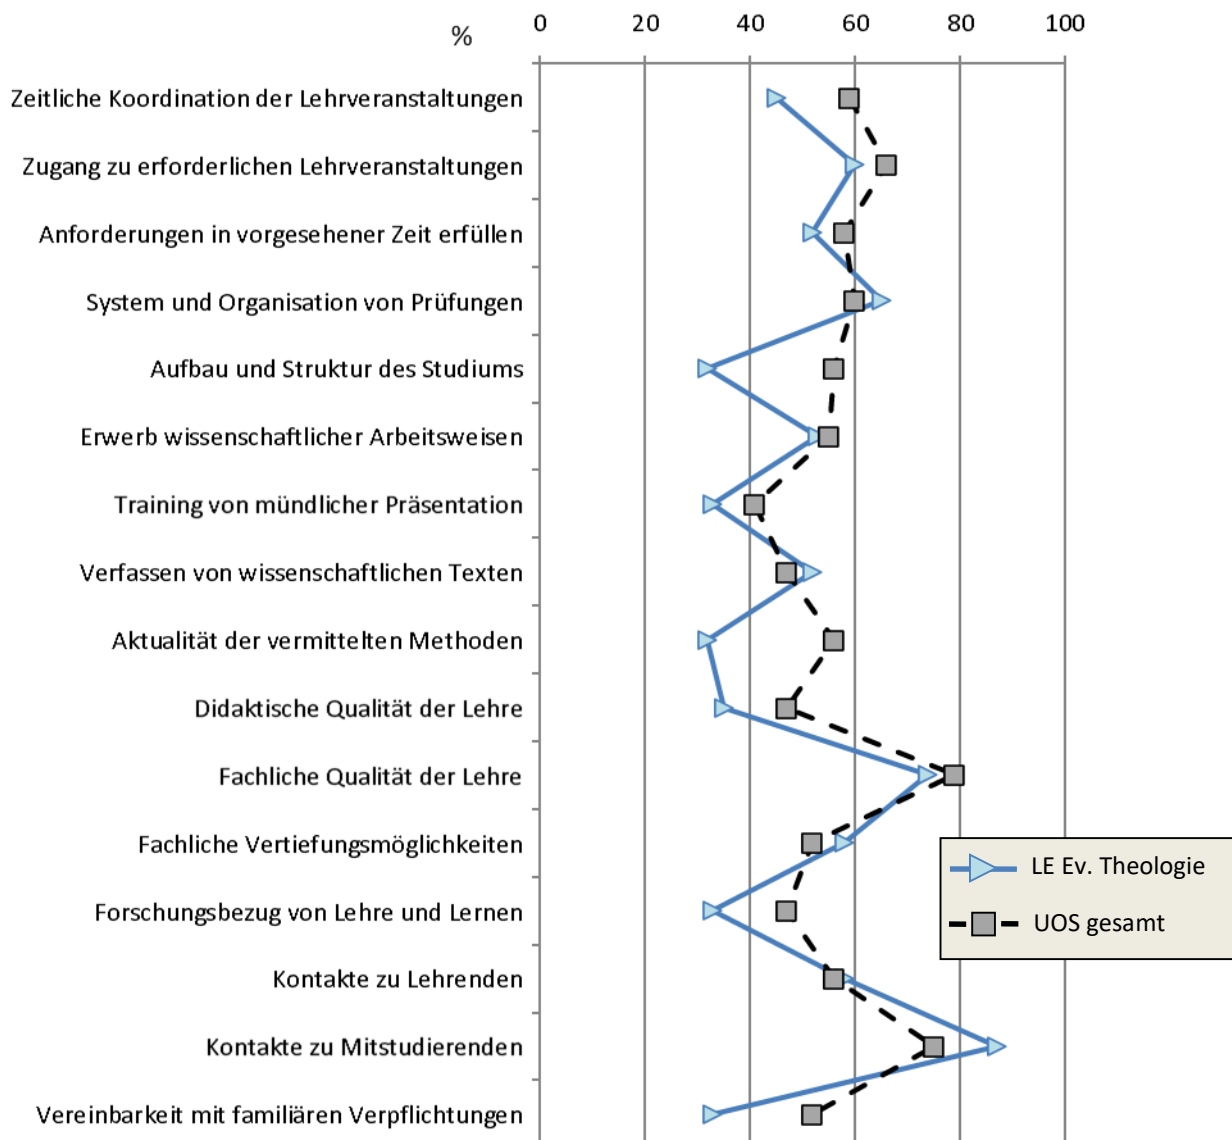 % 0 20 40 60 80 100
Zeitliche Koordination der Lehrveranstaltungen
Zugang zu erforderlichen Lehrveranstaltungen
Anforderungen in vorgesehener Zeit erfüllen
System und Organisation von Prüfungen
Aufbau und Struktur des Studiums
Erwerb wissenschaftlicher Arbeitsweisen
Training von mündlicher Präsentation
Verfassen von wissenschaftlichen Texten
Aktualität der vermittelten Methoden
Didaktische Qualität der Lehre
Fachliche Qualität der Lehre
Fachliche Vertiefungsmöglichkeiten
Forschungsbezug von Lehre und Lernen
Kontakte zu Lehrenden
Kontakte zu Mitstudierenden
Vereinbarkeit mit familiären Verpflichtungen
LE Ev. Theologie
UOS gesamt